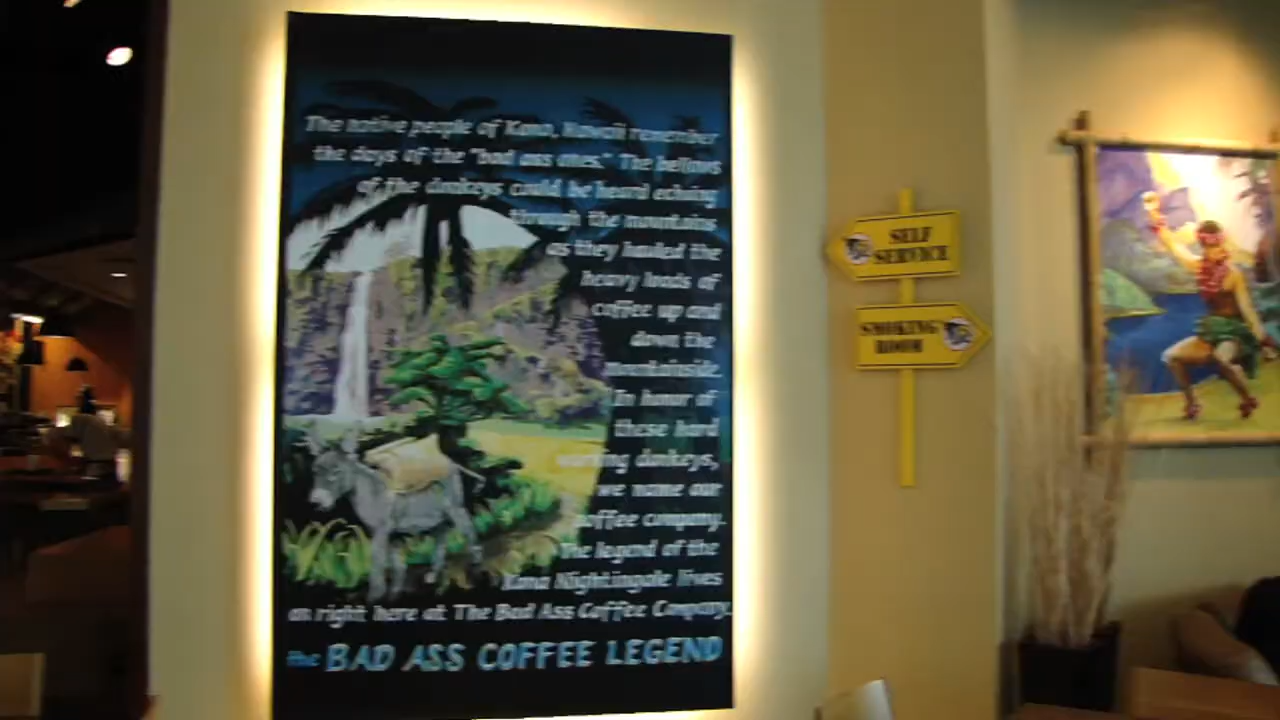 The native people of Kona, Hawaii remember
the days of the "bad ass ones." The bellows
of the donkeys could be heard echoing
through the mountains
as they hauled the
heavy loads of
coffee up and
down the
mountainside.
In honor of
these hard
working donkeys,
we name our
coffee company.
The legend of the
Kona Nightingale lives
on right here at The Bad Ass Coffee Company.
the BAD ASS COFFEE LEGEND
SELF
SERVICE
SMOKING
ROOM